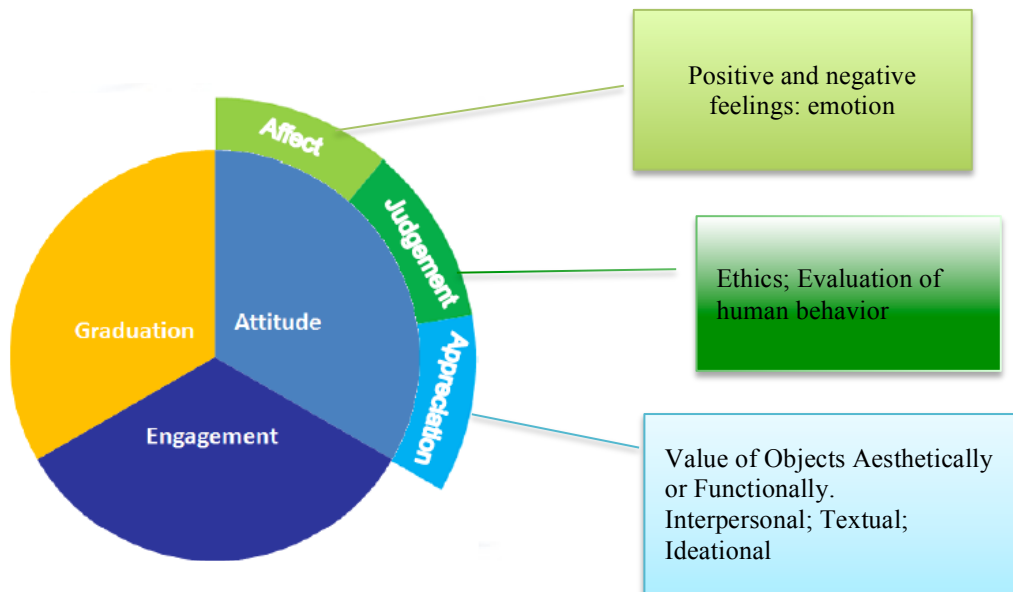 Positive and negative
feelings: emotion
Affect
Judgement
Ethics; Evaluation of
human behavior
Graduation
Attitude
Appreciation
Engagement
Value of Objects Aesthetically
or Functionally.
Interpersonal; Textual;
Ideational